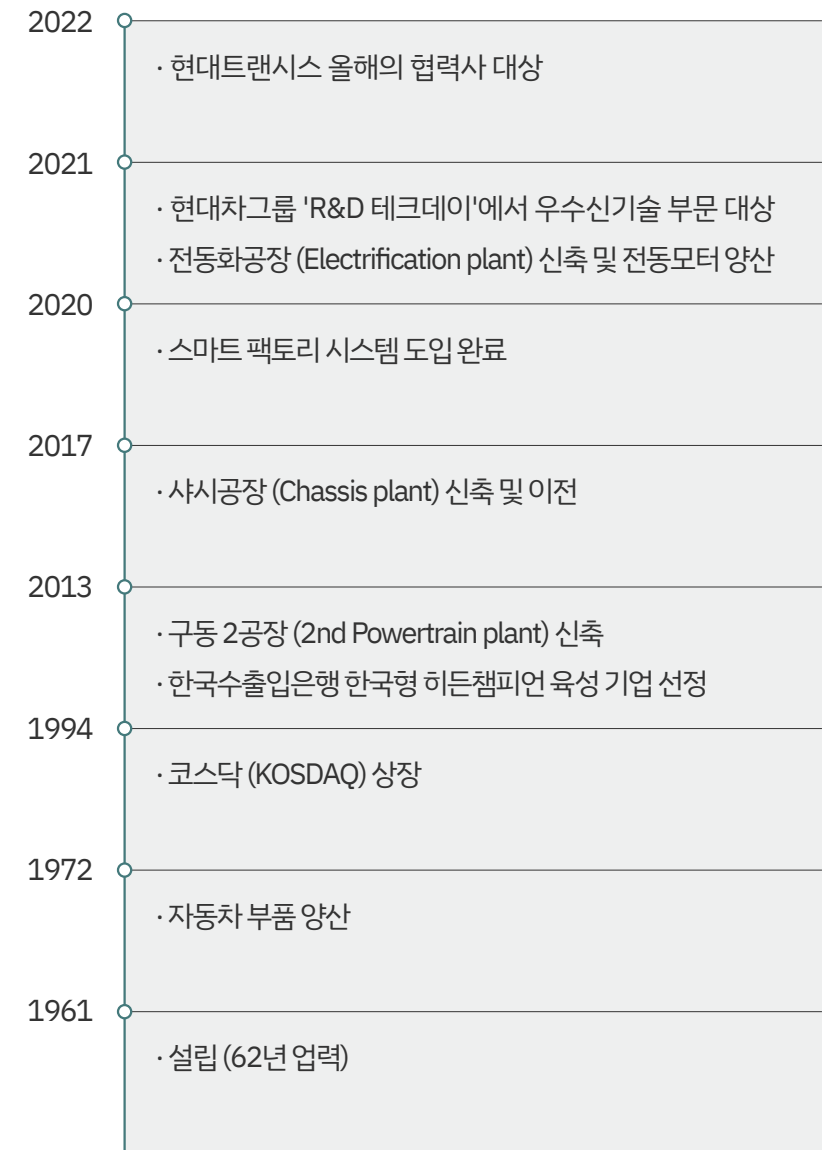 2022
· 현대트랜시스 올해의 협력사 대상
2021
· 현대차그룹 'R&D 테크데이'에서 우수신기술 부문 대상
· 전동화공장 (Electrification plant) 신축 및 전동모터 양산
2020
· 스마트 팩토리 시스템 도입 완료
2017
· 샤시공장 (Chassis plant) 신축 및 이전
2013
· 구동 2공장 (2nd Powertrain plant) 신축
· 한국수출입은행 한국형 히든챔피언 육성 기업 선정
1994
· 코스닥 (KOSDAQ) 상장
1972
· 자동차 부품 양산
1961
· 설립 (62년 업력)